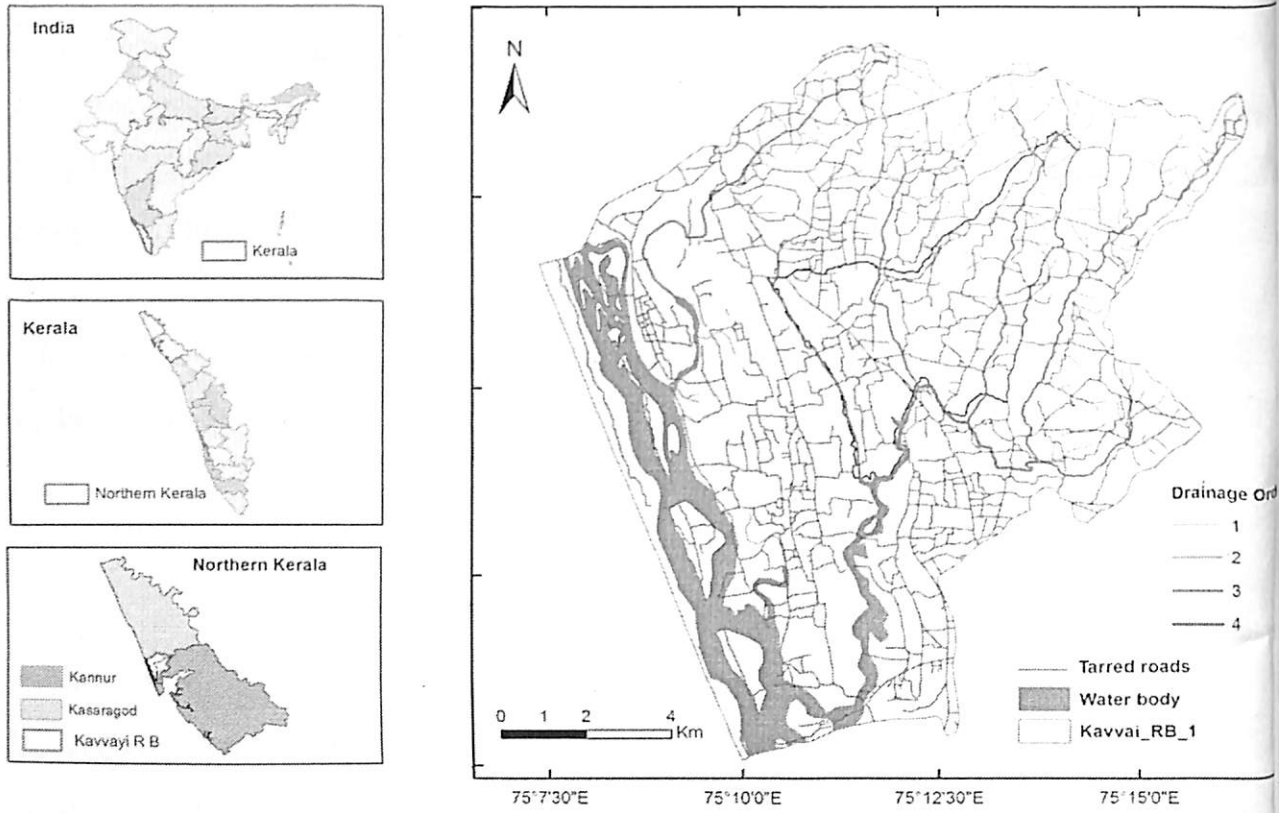 India
Kerala
Kerala
Northern Kerala
Northern Kerala
Kannur
Kasaragod
Kavvayi R B
N
Drainage Ord
1
2
3
4
Tarred roads
Water body
Kavvai_RB_1
0 1 2 4
Km
75°7'30"E 75°10'0"E 75°12'30"E 75°15'0"E